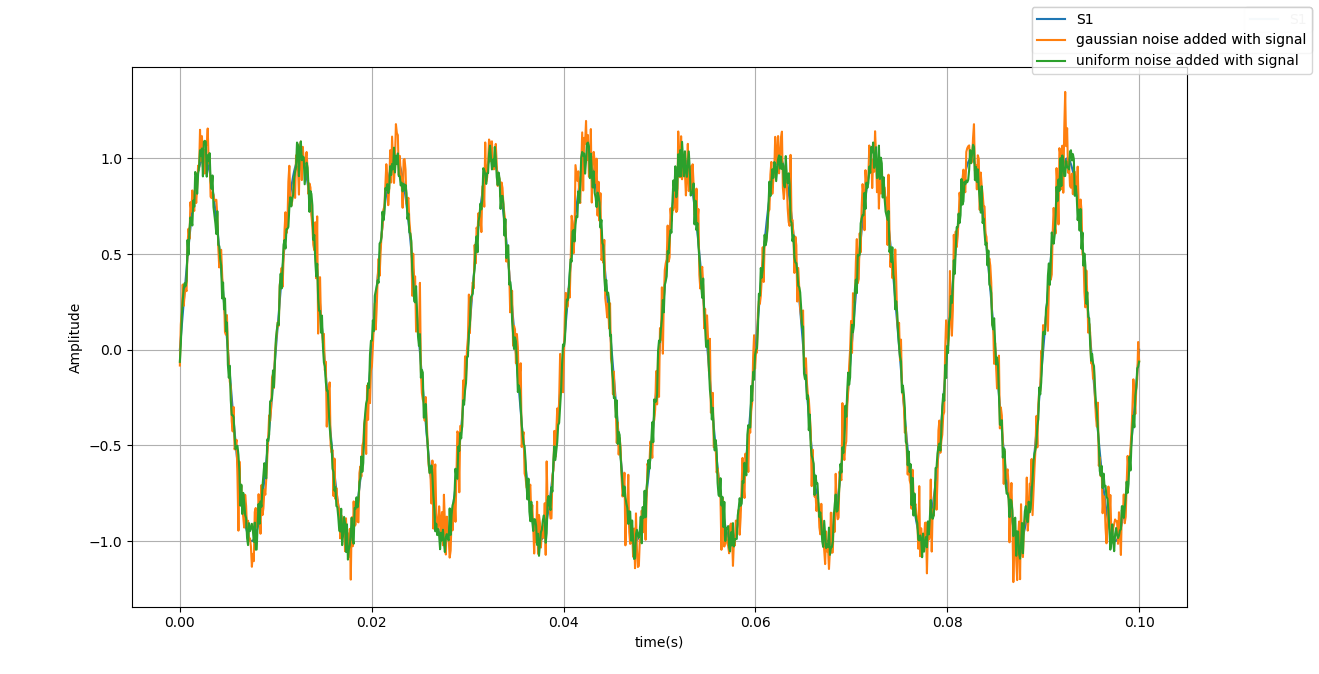 S1
S1
gaussian noise added with signal
uniform noise added with signal
1.0
0.5
0.0
−0.5
−1.0
Amplitude
0.00 0.02 0.04 0.06 0.08 0.10
time(s)